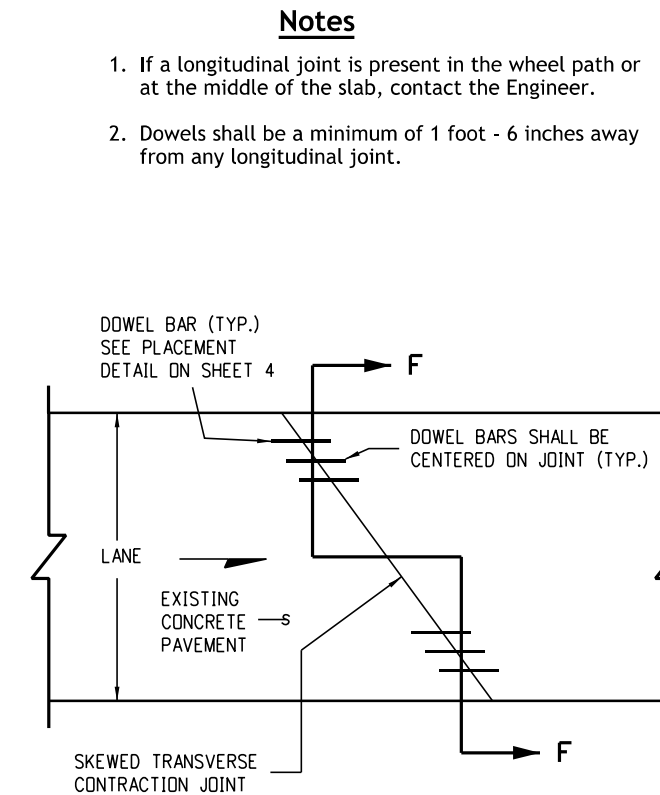 Notes
1. If a longitudinal joint is present in the wheel path or
at the middle of the slab, contact the Engineer.
2. Dowels shall be a minimum of 1 foot - 6 inches away
from any longitudinal joint.
DOWEL BAR (TYP.)
SEE PLACEMENT
DETAIL ON SHEET 4
F
DOWEL BARS SHALL BE
CENTERED ON JOINT (TYP.)
LANE
EXISTING
CONCRETE
PAVEMENT
F
SKEWED TRANSVERSE
CONTRACTION JOINT